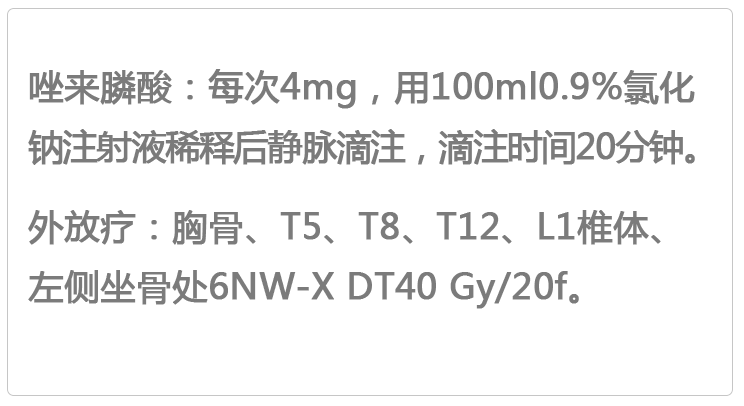 唑来膦酸：每次4mg，用100ml0.9%氯化
钠注射液稀释后静脉滴注，滴注时间20分钟。
外放疗：胸骨、T5、T8、T12、L1椎体、
左侧坐骨处6NW-X DT40 Gy/20f。